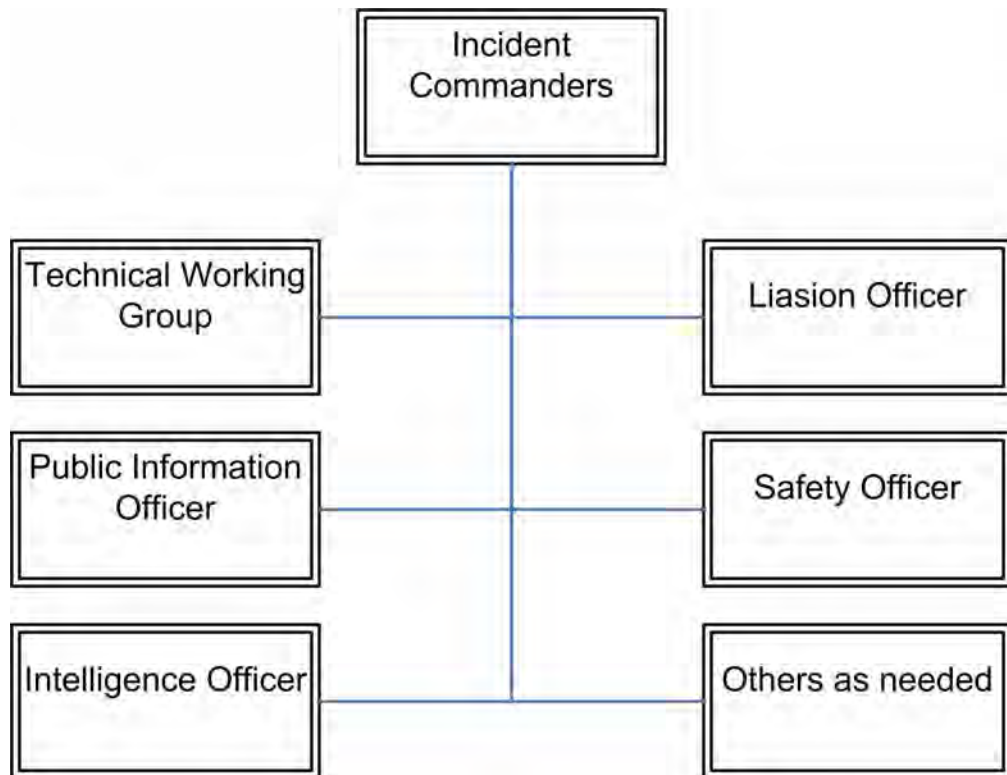 Incident
Commanders
Technical Working
Group
Liasion Officer
Public Information
Officer
Safety Officer
Intelligence Officer
Others as needed